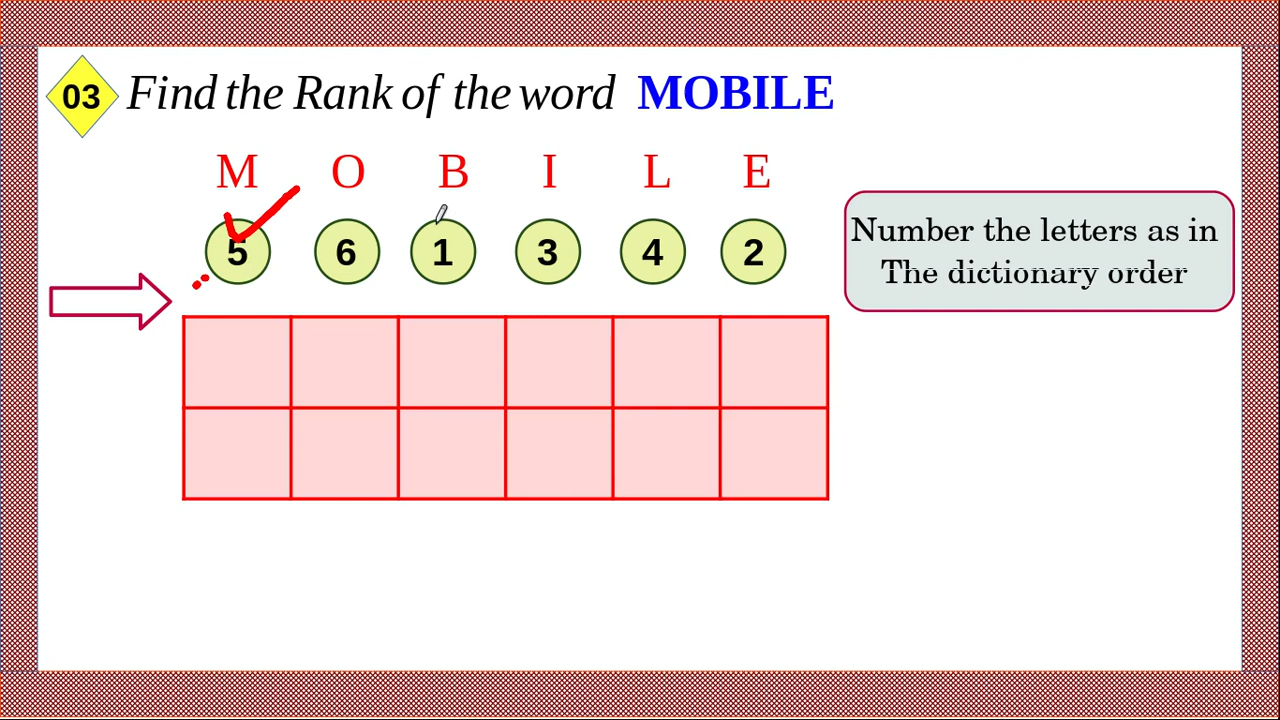 03 Find the Rank of the word MOBILE
M O B I L E
5 6 1 3 4 2
Number the letters as in
The dictionary order